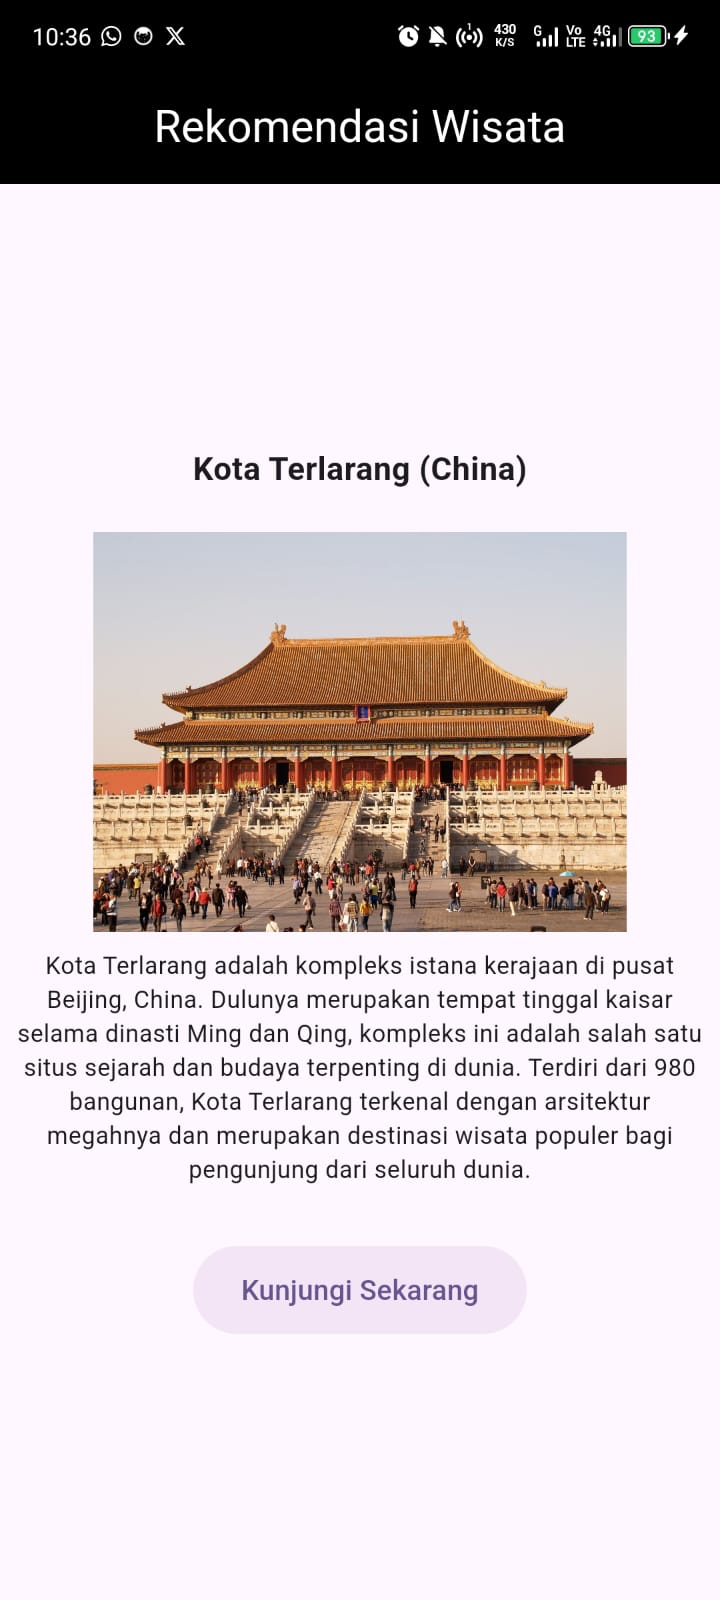 10:36
430
K/S
G
Vo
LTE
4G
93
1
Rekomendasi Wisata
Kota Terlarang (China)
Kota Terlarang adalah kompleks istana kerajaan di pusat
Beijing, China. Dulunya merupakan tempat tinggal kaisar
selama dinasti Ming dan Qing, kompleks ini adalah salah satu
situs sejarah dan budaya terpenting di dunia. Terdiri dari 980
bangunan, Kota Terlarang terkenal dengan arsitektur
megahnya dan merupakan destinasi wisata populer bagi
pengunjung dari seluruh dunia.
Kunjungi Sekarang